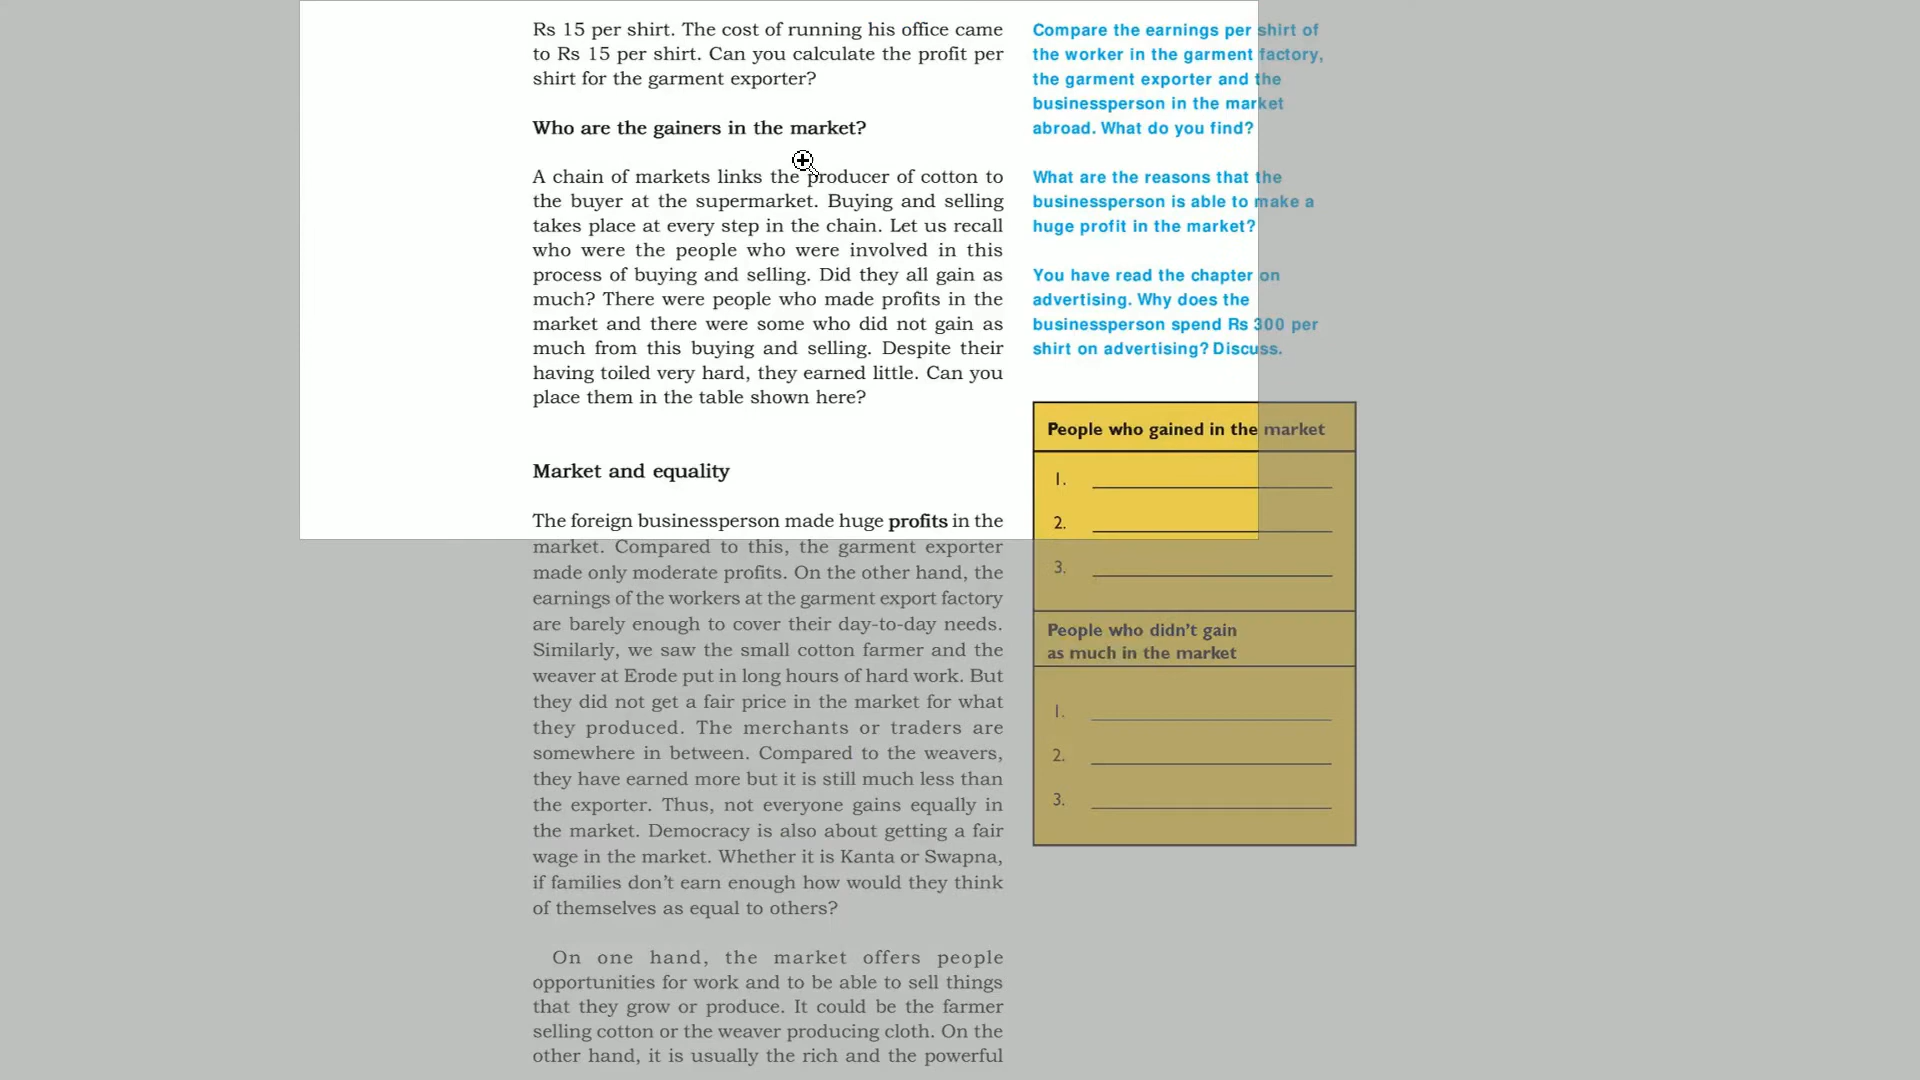 Rs 15 per shirt. The cost of running his office came
to Rs 15 per shirt. Can you calculate the profit per
shirt for the garment exporter?
Who are the gainers in the market?
A chain of markets links the producer of cotton to
the buyer at the supermarket. Buying and selling
takes place at every step in the chain. Let us recall
who were the people who were involved in this
process of buying and selling. Did they all gain as
much? There were people who made profits in the
market and there were some who did not gain as
much from this buying and selling. Despite their
having toiled very hard, they earned little. Can you
place them in the table shown here?
Market and equality
The foreign businessperson made huge profits in the
market. Compared to this, the garment exporter
made only moderate profits. On the other hand, the
earnings of the workers at the garment export factory
are barely enough to cover their day-to-day needs.
Similarly, we saw the small cotton farmer and the
weaver at Erode put in long hours of hard work. But
they did not get a fair price in the market for what
they produced. The merchants or traders are
somewhere in between. Compared to the weavers,
they have earned more but it is still much less than
the exporter. Thus, not everyone gains equally in
the market. Democracy is also about getting a fair
wage in the market. Whether it is Kanta or Swapna,
if families don't earn enough how would they think
of themselves as equal to others?
On one hand, the market offers people
opportunities for work and to be able to sell things
that they grow or produce. It could be the farmer
selling cotton or the weaver producing cloth. On the
other hand, it is usually the rich and the powerful
Compare the earnings per shirt of
the worker in the garment factory,
the garment exporter and the
businessperson in the market
abroad. What do you find?
What are the reasons that the
businessperson is able to make a
huge profit in the market?
You have read the chapter on
advertising. Why does the
businessperson spend Rs 300 per
shirt on advertising? Discuss.
People who gained in the market
1.
2.
3.
People who didn't gain
as much in the market
1.
2.
3.